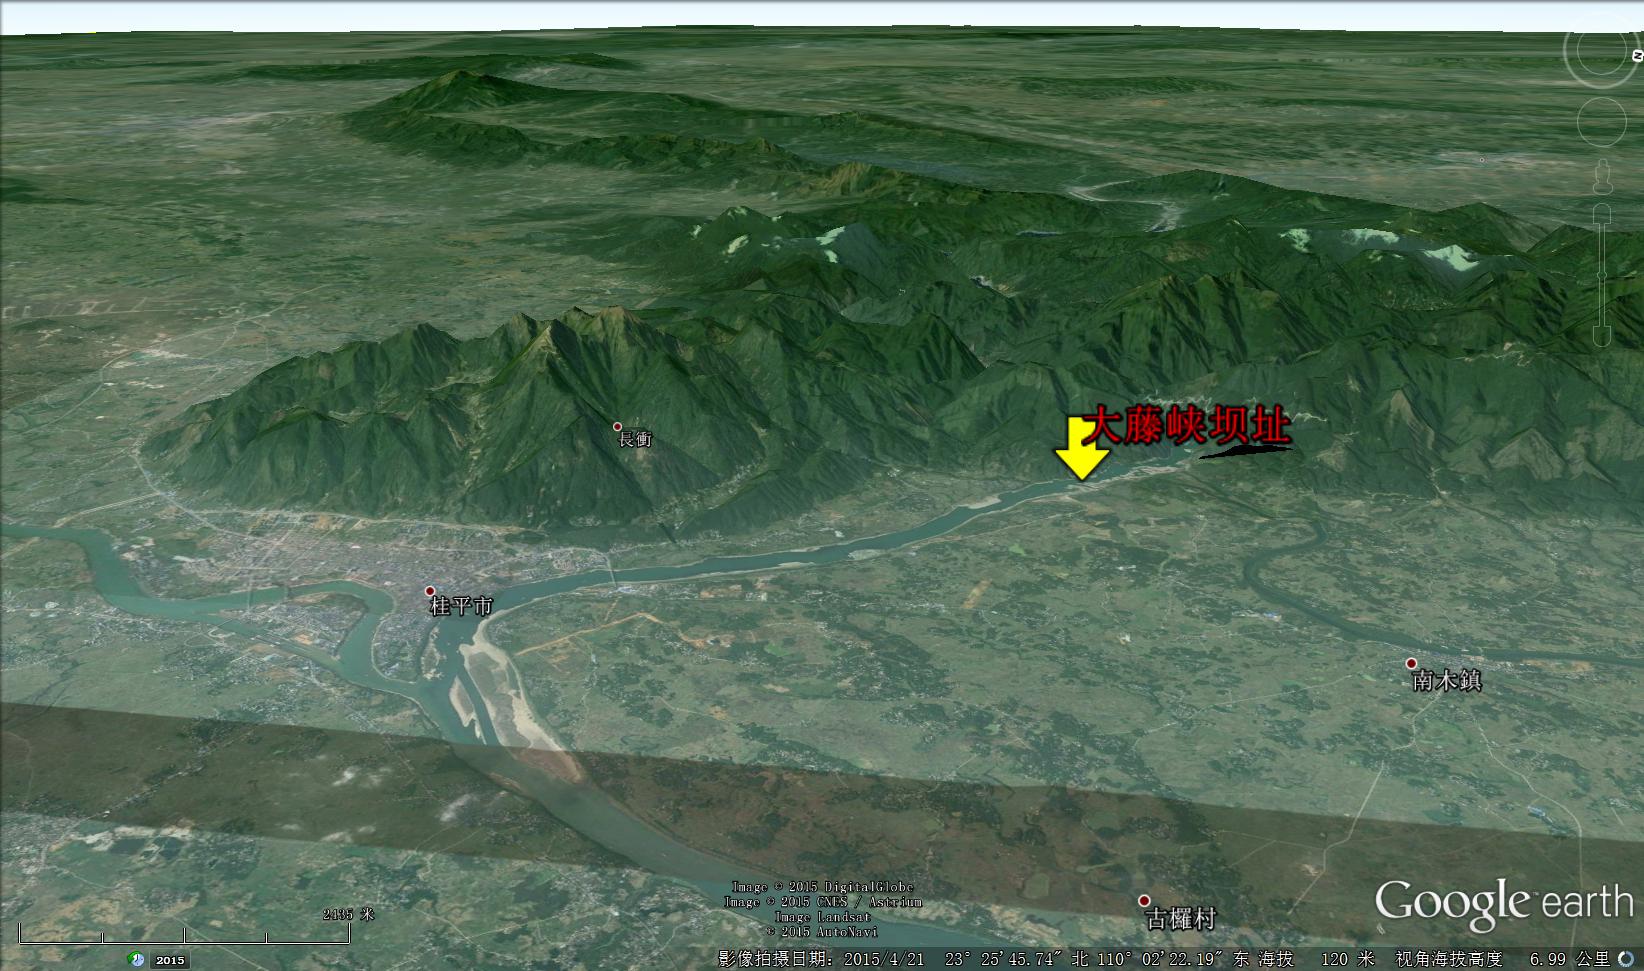 N
大藤峡坝址
長衝
桂平市
南木鎮
古欏村
Image © 2015 DigitalGlobe
Image © 2015 CNES / Astrium
Image Landsat
© 2015 AutoNavi
Google earth
2435 米
2015
影像拍摄日期: 2015/4/21 23° 25'45.74" 北 110° 02'22.19" 东 海拔 120 米 视角海拔高度 6.99 公里